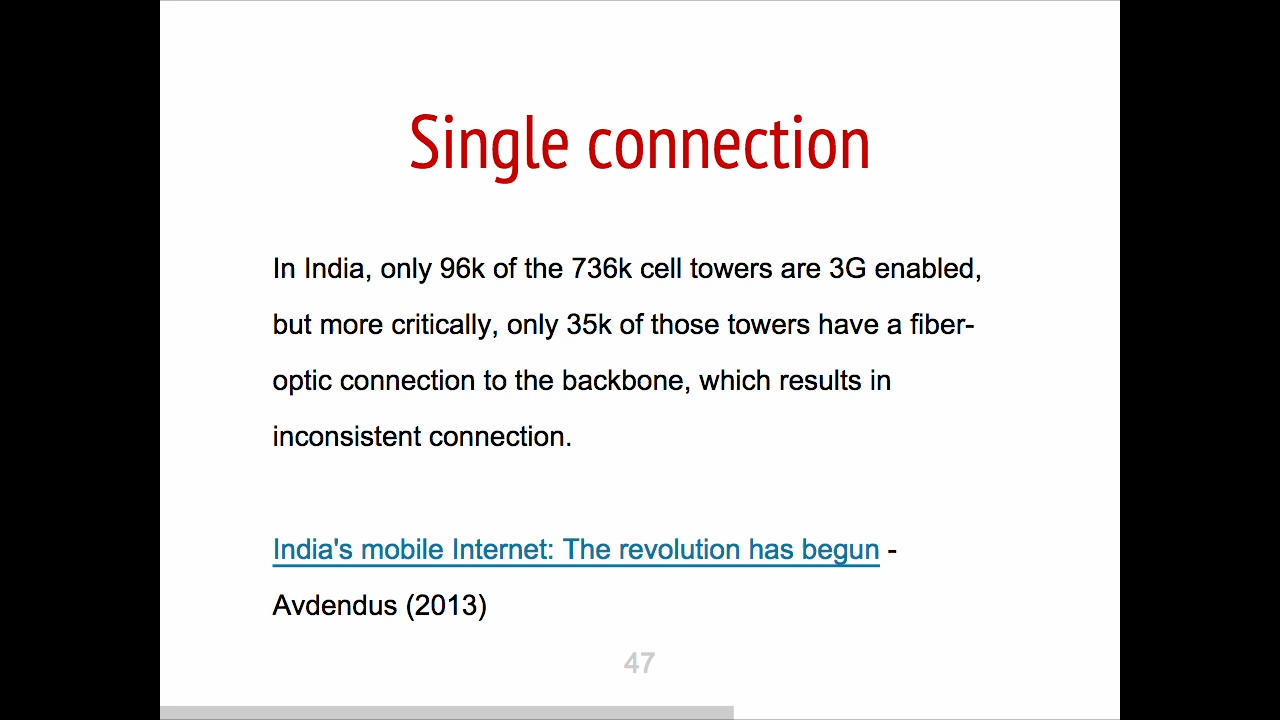 Single connection
In India, only 96k of the 736k cell towers are 3G enabled,
but more critically, only 35k of those towers have a fiber-
optic connection to the backbone, which results in
inconsistent connection.
India's mobile Internet: The revolution has begun -
Avdendus (2013)
47